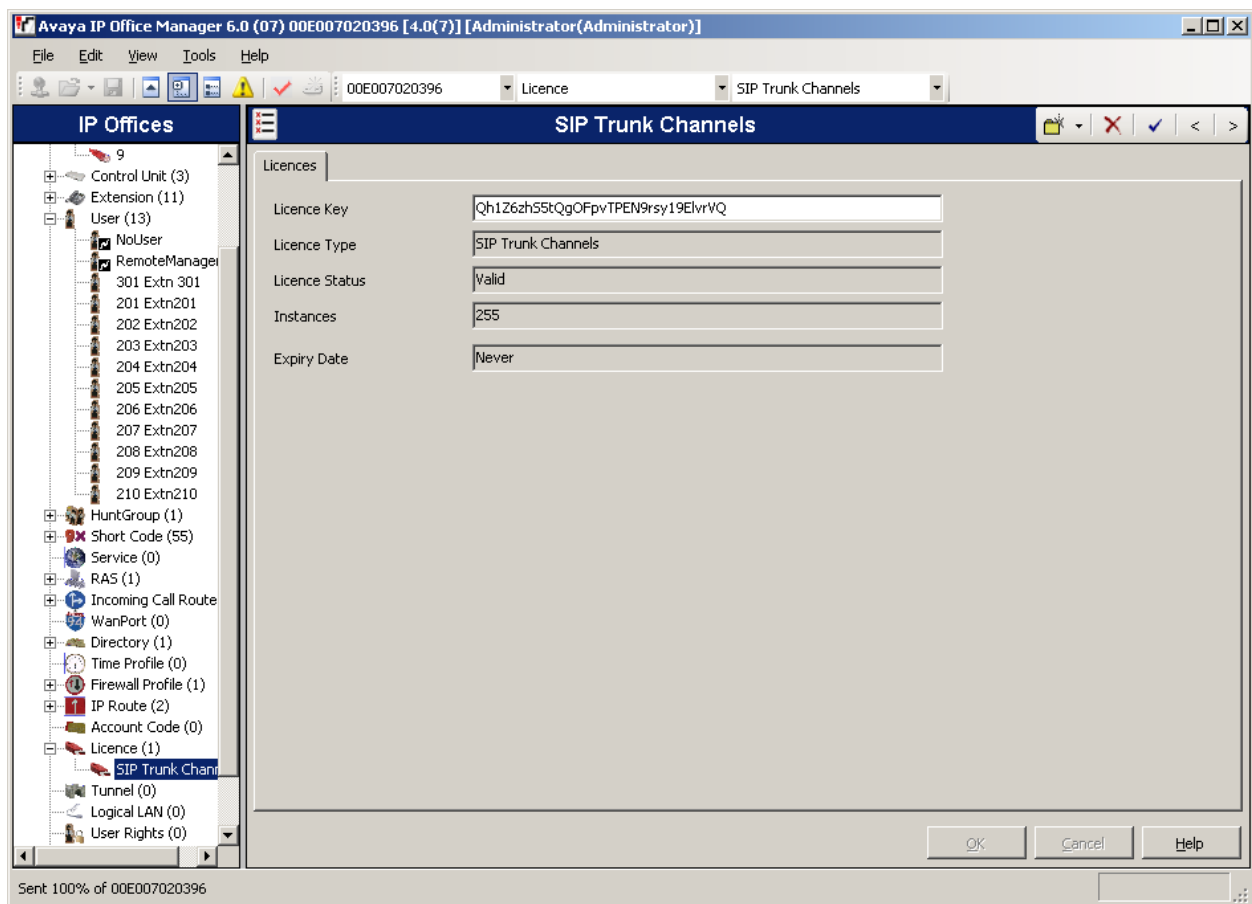 Avaya IP Office Manager 6.0 (07) 00E007020396 [4.0(7)] [Administrator(Administrator)]
File Edit View Tools Help
00E007020396 Licence SIP Trunk Channels
IP Offices
SIP Trunk Channels
9
Control Unit (3)
Extension (11)
User (13)
NoUser
RemoteManager
301 Extn 301
201 Extn201
202 Extn202
203 Extn203
204 Extn204
205 Extn205
206 Extn206
207 Extn207
208 Extn208
209 Extn209
210 Extn210
HuntGroup (1)
Short Code (55)
Service (0)
RAS (1)
Incoming Call Route
WanPort (0)
Directory (1)
Time Profile (0)
Firewall Profile (1)
IP Route (2)
Account Code (0)
Licence (1)
SIP Trunk Chann
Tunnel (0)
Logical LAN (0)
User Rights (0)
Licences
Licence Key Qh1Z6zhS5tQgOFpvTPEN9rsy19ElvrVQ
Licence Type SIP Trunk Channels
Licence Status Valid
Instances 255
Expiry Date Never
OK Cancel Help
Sent 100% of 00E007020396